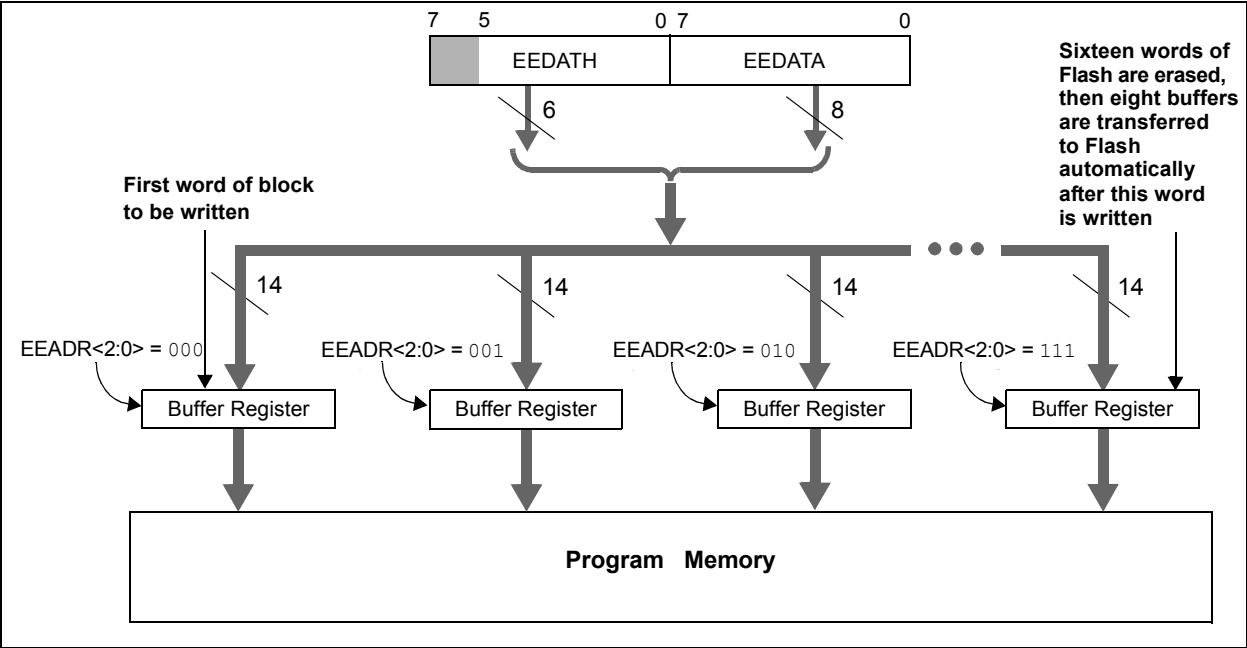 7 5 0 7 0
EEDATH EEDATA
6 8
Sixteen words of
Flash are erased,
then eight buffers
are transferred
to Flash
automatically
after this word
is written
First word of block
to be written
14 14 14 14
EEADR<2:0> = 000 EEADR<2:0> = 001 EEADR<2:0> = 010 EEADR<2:0> = 111
Buffer Register Buffer Register Buffer Register Buffer Register
Program Memory